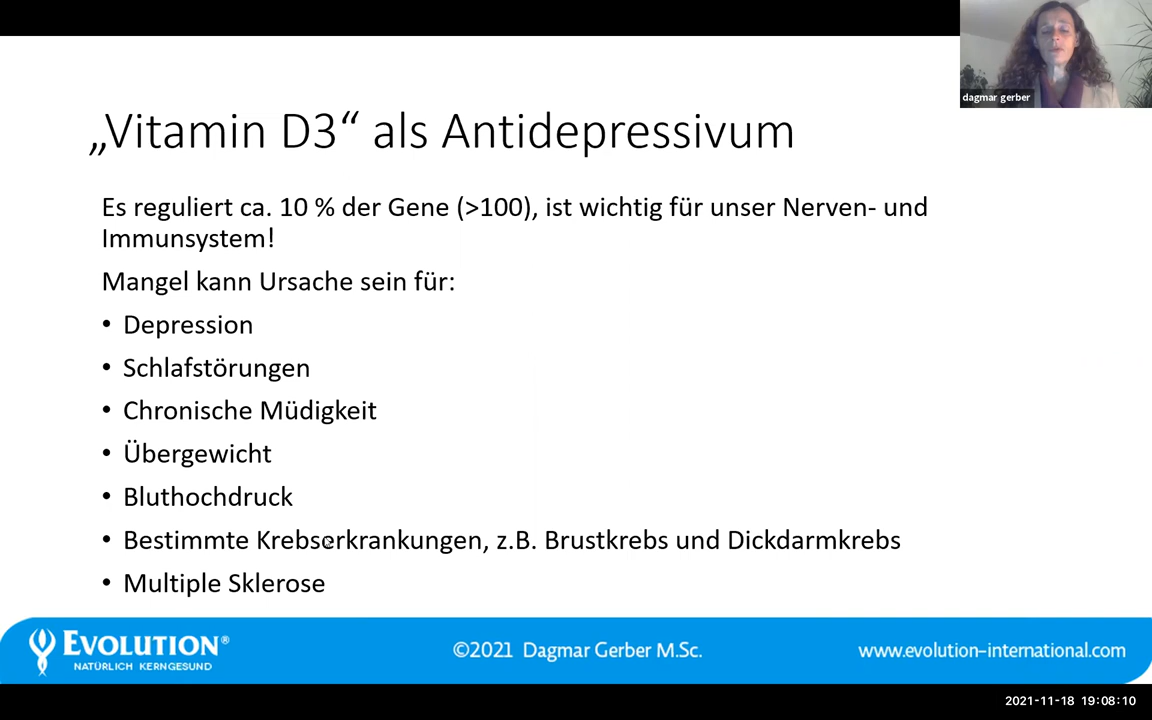 dagmar gerber
„Vitamin D3“ als Antidepressivum
Es reguliert ca. 10 % der Gene (>100), ist wichtig für unser Nerven- und
Immunsystem!
Mangel kann Ursache sein für:
• Depression
• Schlafstörungen
• Chronische Müdigkeit
• Übergewicht
• Bluthochdruck
• Bestimmte Krebserkrankungen, z.B. Brustkrebs und Dickdarmkrebs
• Multiple Sklerose
EVOLUTION®
NATÜRLICH KERNGESUND
©2021 Dagmar Gerber M.Sc.
www.evolution-international.com
2021-11-18 19:08:10